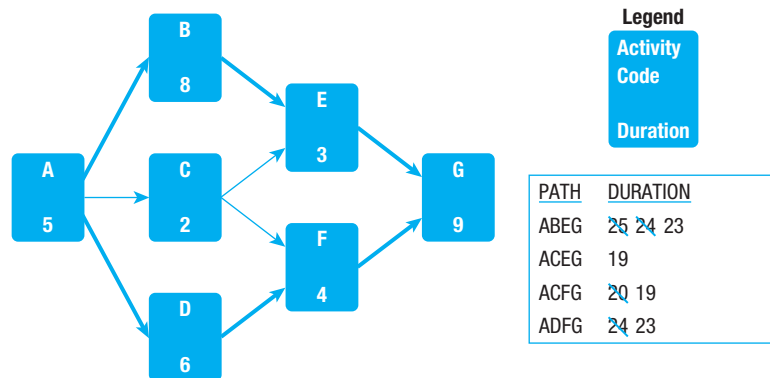 B
8
E
3
A
5
C
2
G
9
F
4
D
6
Legend
Activity
Code
Duration
PATH DURATION
ABEG 25 24 23
ACEG 19
ACFG 20 19
ADFG 24 23